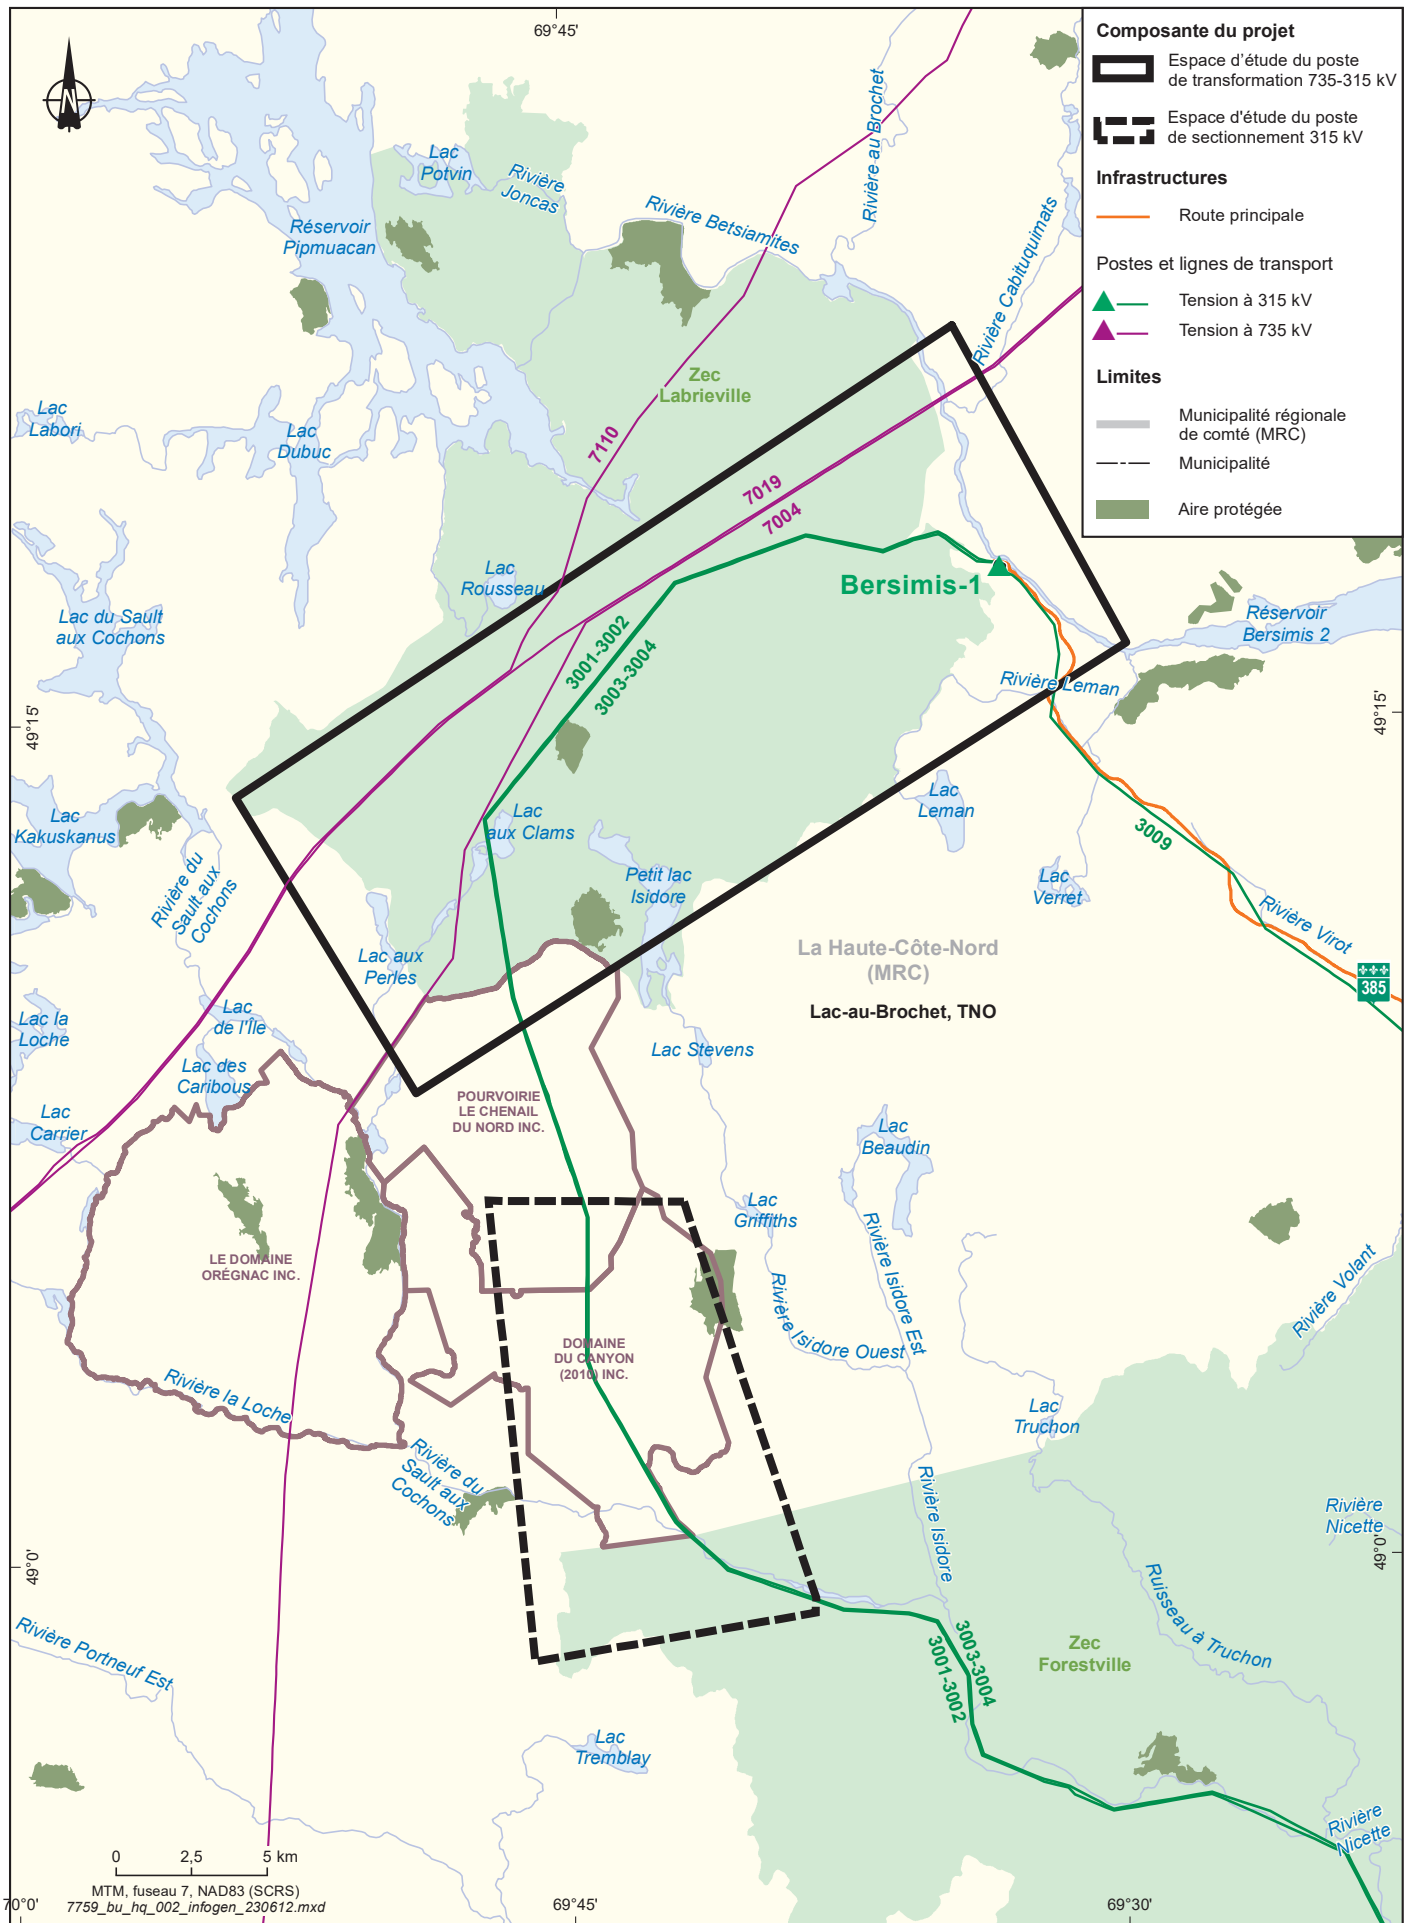 69°45'
Composante du projet
Espace d'étude du poste
de transformation 735-315 kV
Espace d'étude du poste
de sectionnement 315 kV
Infrastructures
Route principale
Postes et lignes de transport
Tension à 315 kV
Tension à 735 kV
Limites
Municipalité régionale
de comté (MRC)
Municipalité
Aire protégée
N
Lac
Potvin
Rivière
Joncas
Rivière au Brochet
Rivière Betsiamites
Rivière Cabituquimats
Réservoir
Pipmuacan
Zec
Labrieville
Lac
Labori
Lac
Dubuc
7110
7019
7004
Lac
Rousseau
Bersimis-1
Lac du Sault
aux Cochons
Réservoir
Bersimis 2
3001-3002
3003-3004
Rivière Leman
49°15'
49°15'
Lac
Kakuskanus
Lac
aux Clams
Lac
Leman
3009
Rivière du
Sault aux
Cochons
Petit lac
Isidore
Lac
Verret
Rivière Virot
385
Lac aux
Perles
La Haute-Côte-Nord
(MRC)
Lac-au-Brochet, TNO
Lac la
Loche
Lac
de l'Île
Lac Stevens
Lac des
Caribous
Lac
Carrier
POURVOIRIE
LE CHENAIL
DU NORD INC.
Lac
Beaudin
Lac
Griffiths
LE DOMAINE
ORÉGNAC INC.
Rivière Isidore Est
Rivière Volant
Rivière Isidore Ouest
DOMAINE
DU CANYON
(2010) INC.
Rivière la Loche
Lac
Truchon
Rivière du
Sault aux
Cochons
Rivière Isidore
Rivière
Nicette
49°0'
49°0'
Ruisseau à Truchon
Rivière Portneuf Est
3003-3004
3001-3002
Zec
Forestville
Lac
Tremblay
Rivière
Nicette
0 2,5 5 km
MTM, fuseau 7, NAD83 (SCRS)
7759_bu_hq_002_infogen_230612.mxd
70°0'
69°45'
69°30'